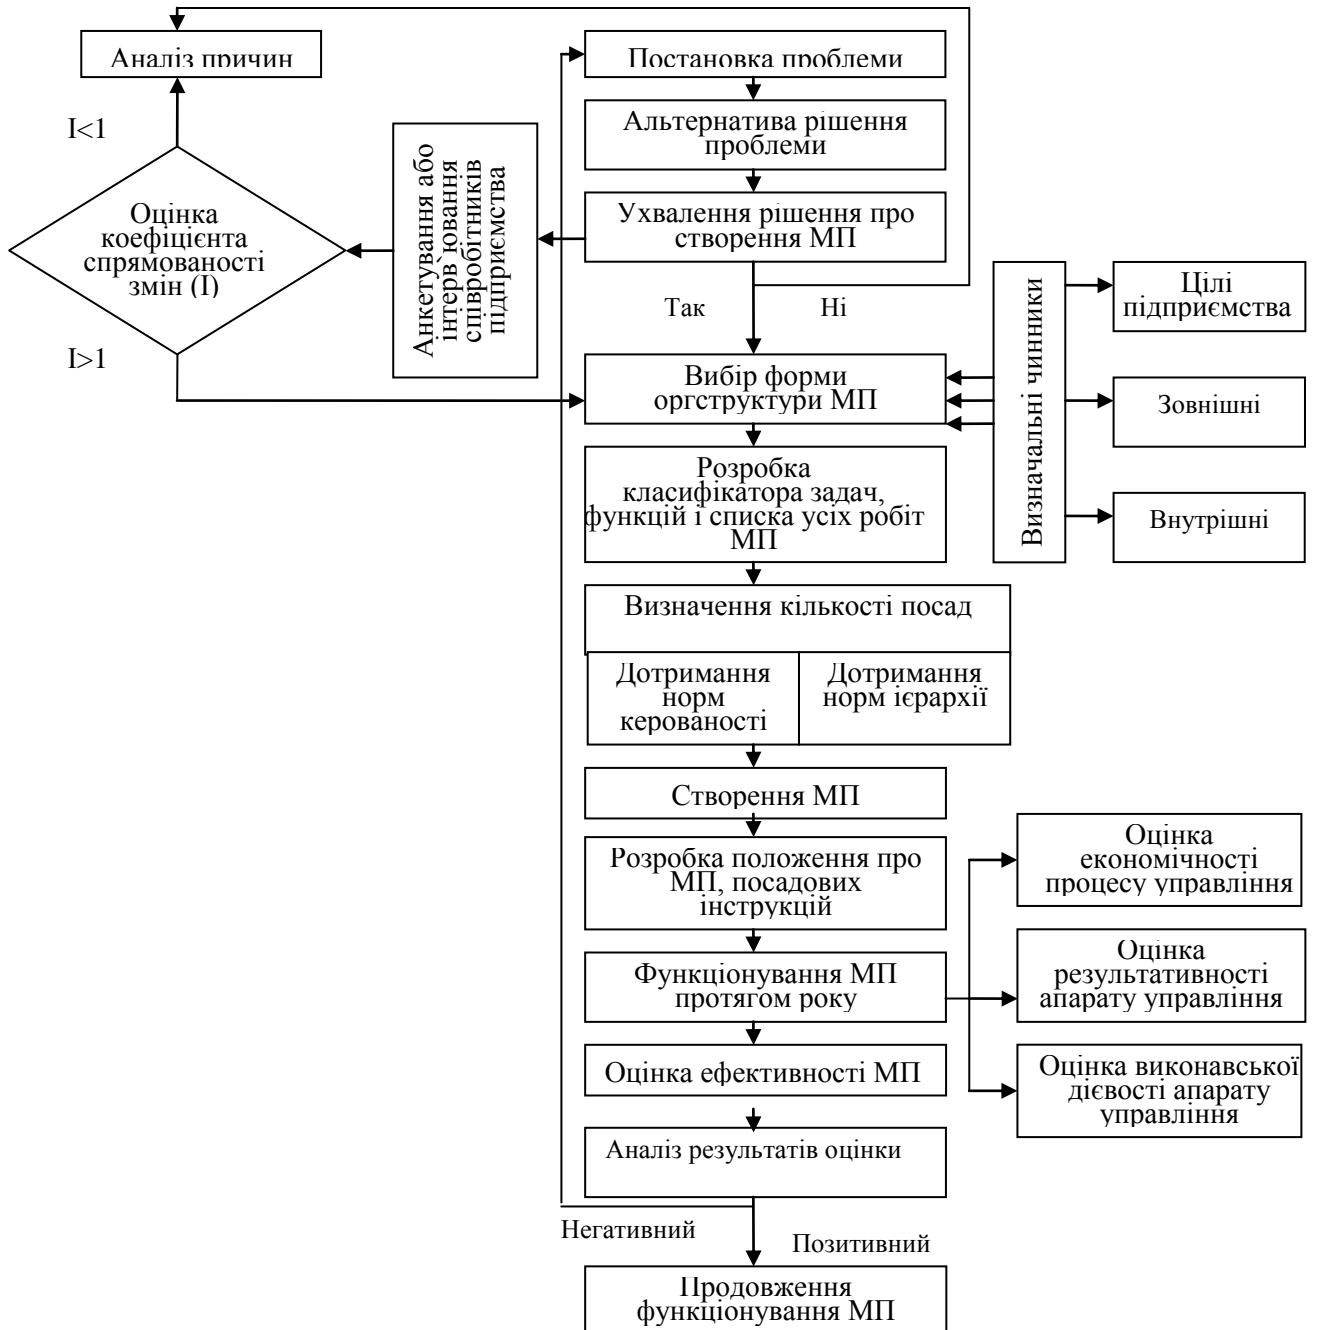 Аналіз причин
Постановка проблеми
Альтернатива рішення
проблеми
Ухвалення рішення про
створення МП
I<1
Оцінка
коефіцієнта
спрямованості
змін (I)
I>1
Анкетування або
інтерв`ювання
співробітників
підприємства
Так
Ні
Вибір форми
оргструктури МП
Визначальні чинники
Цілі
підприємства
Зовнішні
Внутрішні
Розробка
класифікатора задач,
функцій і списка усіх робіт
МП
Визначення кількості посад
Дотримання
норм
керованості
Дотримання
норм ієрархії
Створення МП
Розробка положення про
МП, посадових
інструкцій
Функціонування МП
протягом року
Оцінка
економічності
процесу управління
Оцінка
результативності
апарату управління
Оцінка виконавської
дієвості апарату
управління
Оцінка ефективності МП
Аналіз результатів оцінки
Негативний
Позитивний
Продовження
функціонування МП